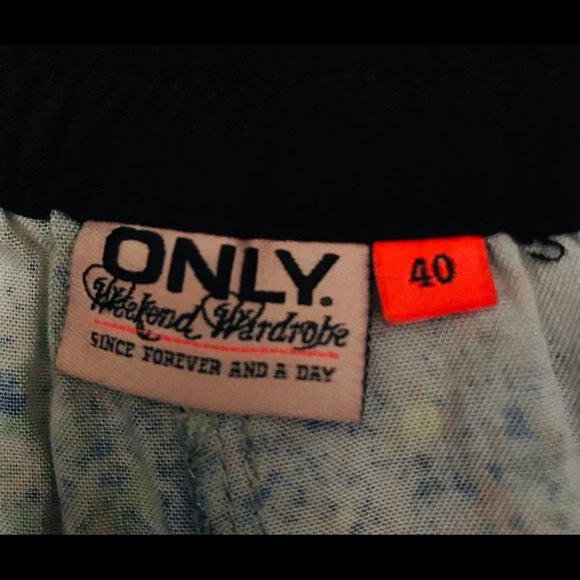 ONLY.
Weekend Wardrobe
SINCE FOREVER AND A DAY
40